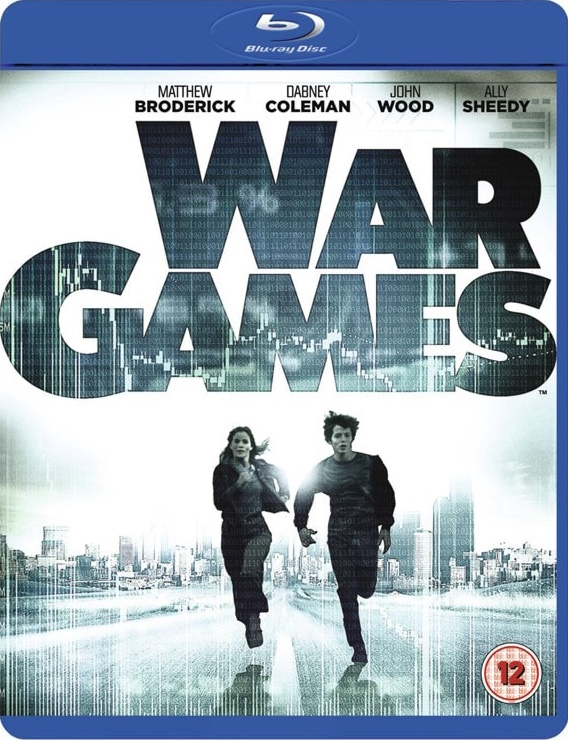 Blu-ray Disc
MATTHEW BRODERICK
DABNEY COLEMAN
JOHN WOOD
ALLY SHEEDY
WAR
GAMES
™
12